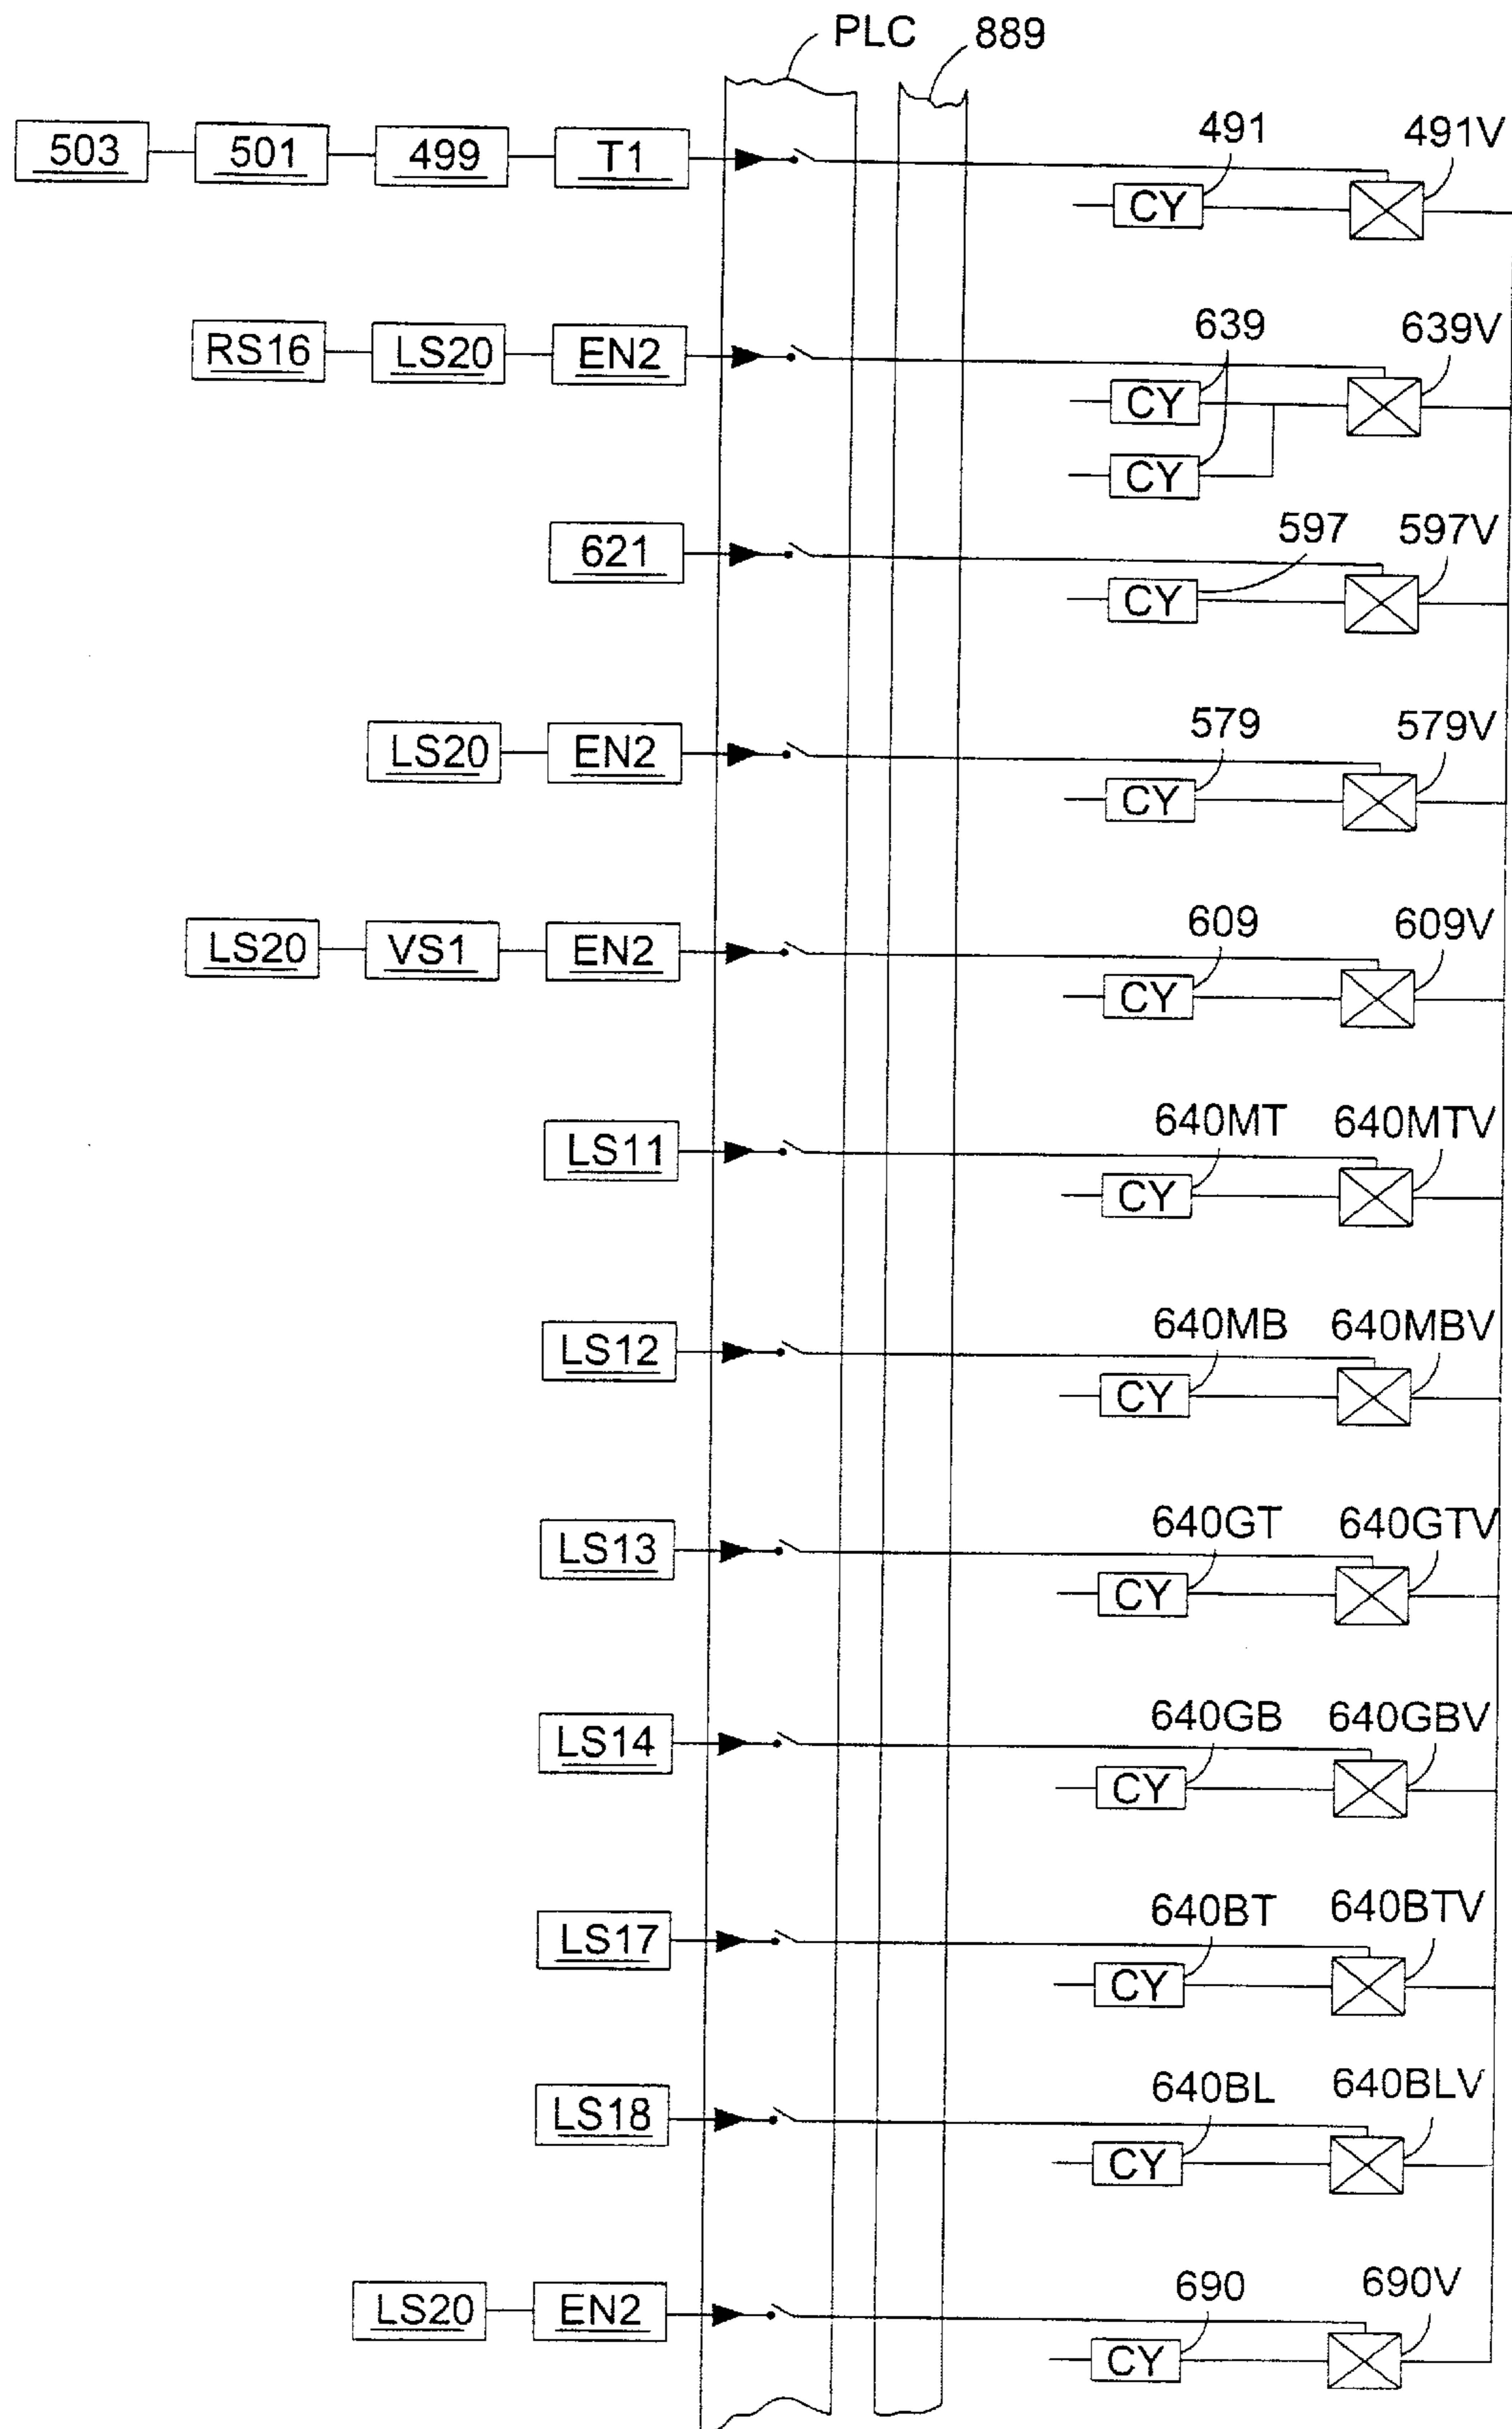 PLC 889
503 501 499 T1 491 491V
CY
RS16 LS20 EN2 639 639V
CY
CY
621 597 597V
CY
LS20 EN2 579 579V
CY
LS20 VS1 EN2 609 609V
CY
LS11 640MT 640MTV
CY
LS12 640MB 640MBV
CY
LS13 640GT 640GTV
CY
LS14 640GB 640GBV
CY
LS17 640BT 640BTV
CY
LS18 640BL 640BLV
CY
LS20 EN2 690 690V
CY